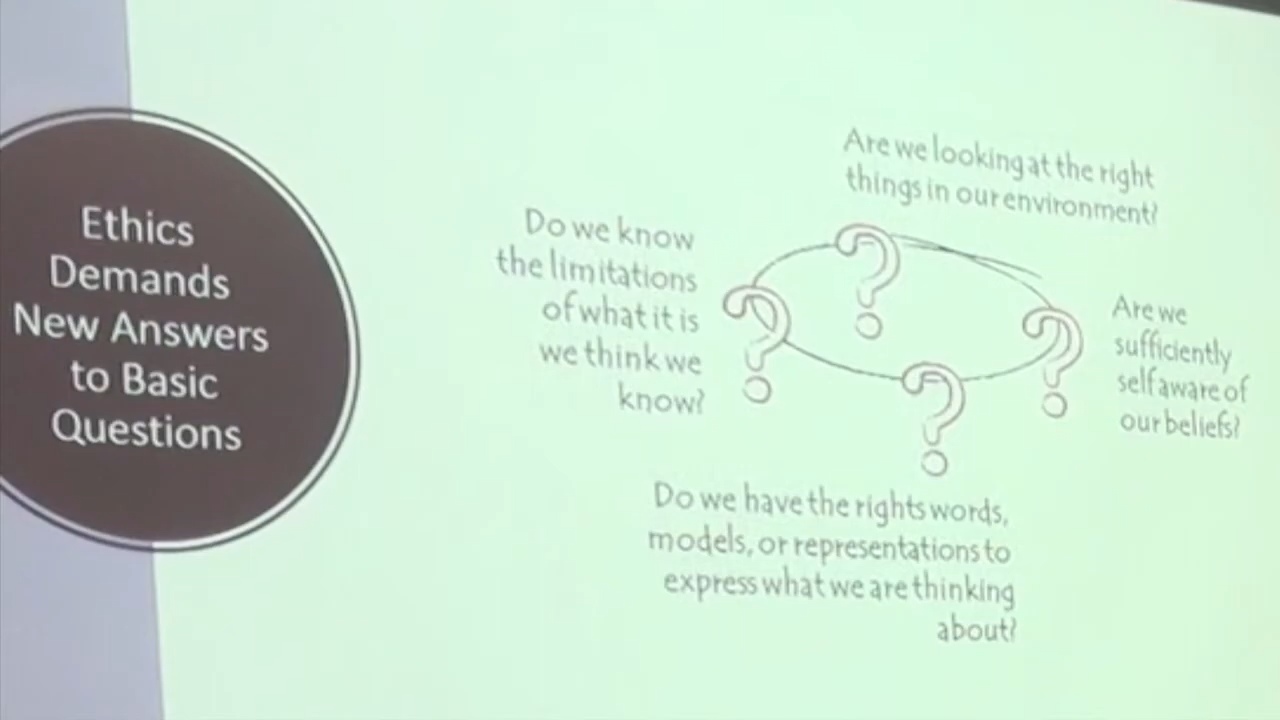 Ethics
Demands
New Answers
to Basic
Questions
Are we looking at the right
things in our environment?
Do we know
the limitations
of what it is
we think we
know?
Are we
sufficiently
self aware of
our beliefs?
Do we have the rights words,
models, or representations to
express what we are thinking
about?